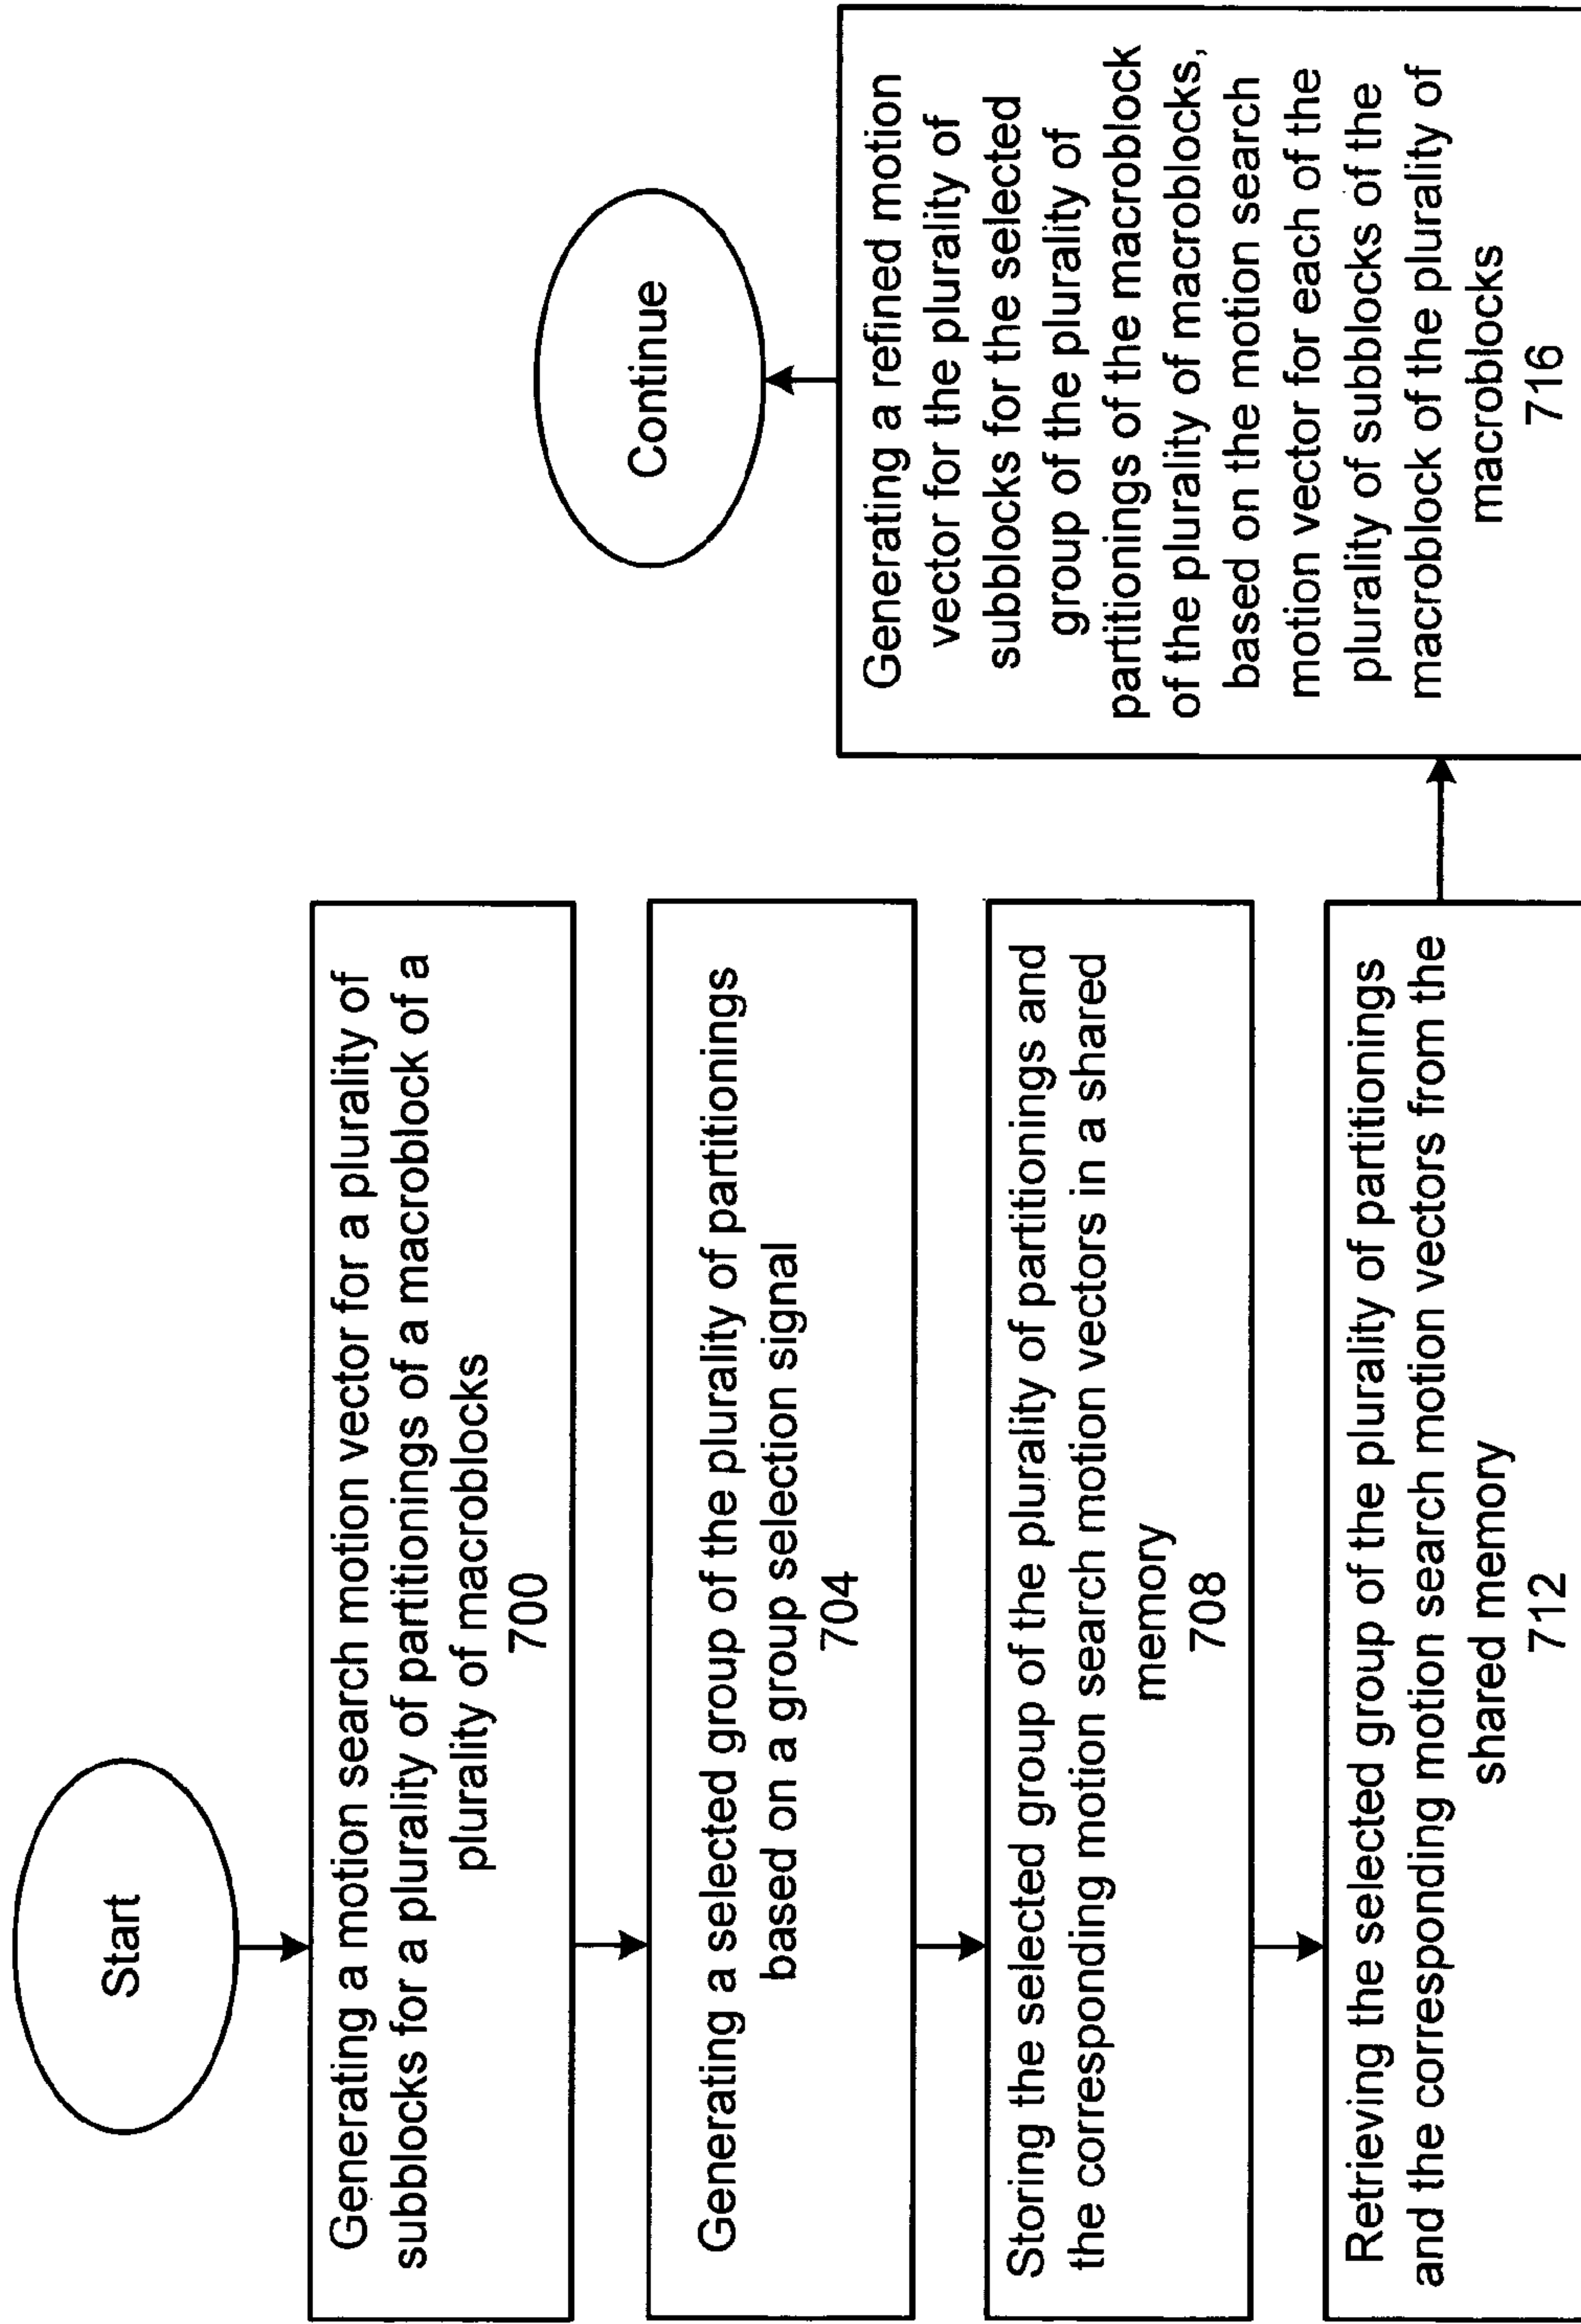 Start
Generating a motion search motion vector for a plurality of
subblocks for a plurality of partitionings of a macroblock of a
plurality of macroblocks
700
Generating a selected group of the plurality of partitionings
based on a group selection signal
704
Storing the selected group of the plurality of partitionings and
the corresponding motion search motion vectors in a shared
memory
708
Retrieving the selected group of the plurality of partitionings
and the corresponding motion search motion vectors from the
shared memory
712
Generating a refined motion
vector for the plurality of
subblocks for the selected
group of the plurality of
partitionings of the macroblock
of the plurality of macroblocks,
based on the motion search
motion vector for each of the
plurality of subblocks of the
macroblock of the plurality of
macroblocks
716
Continue